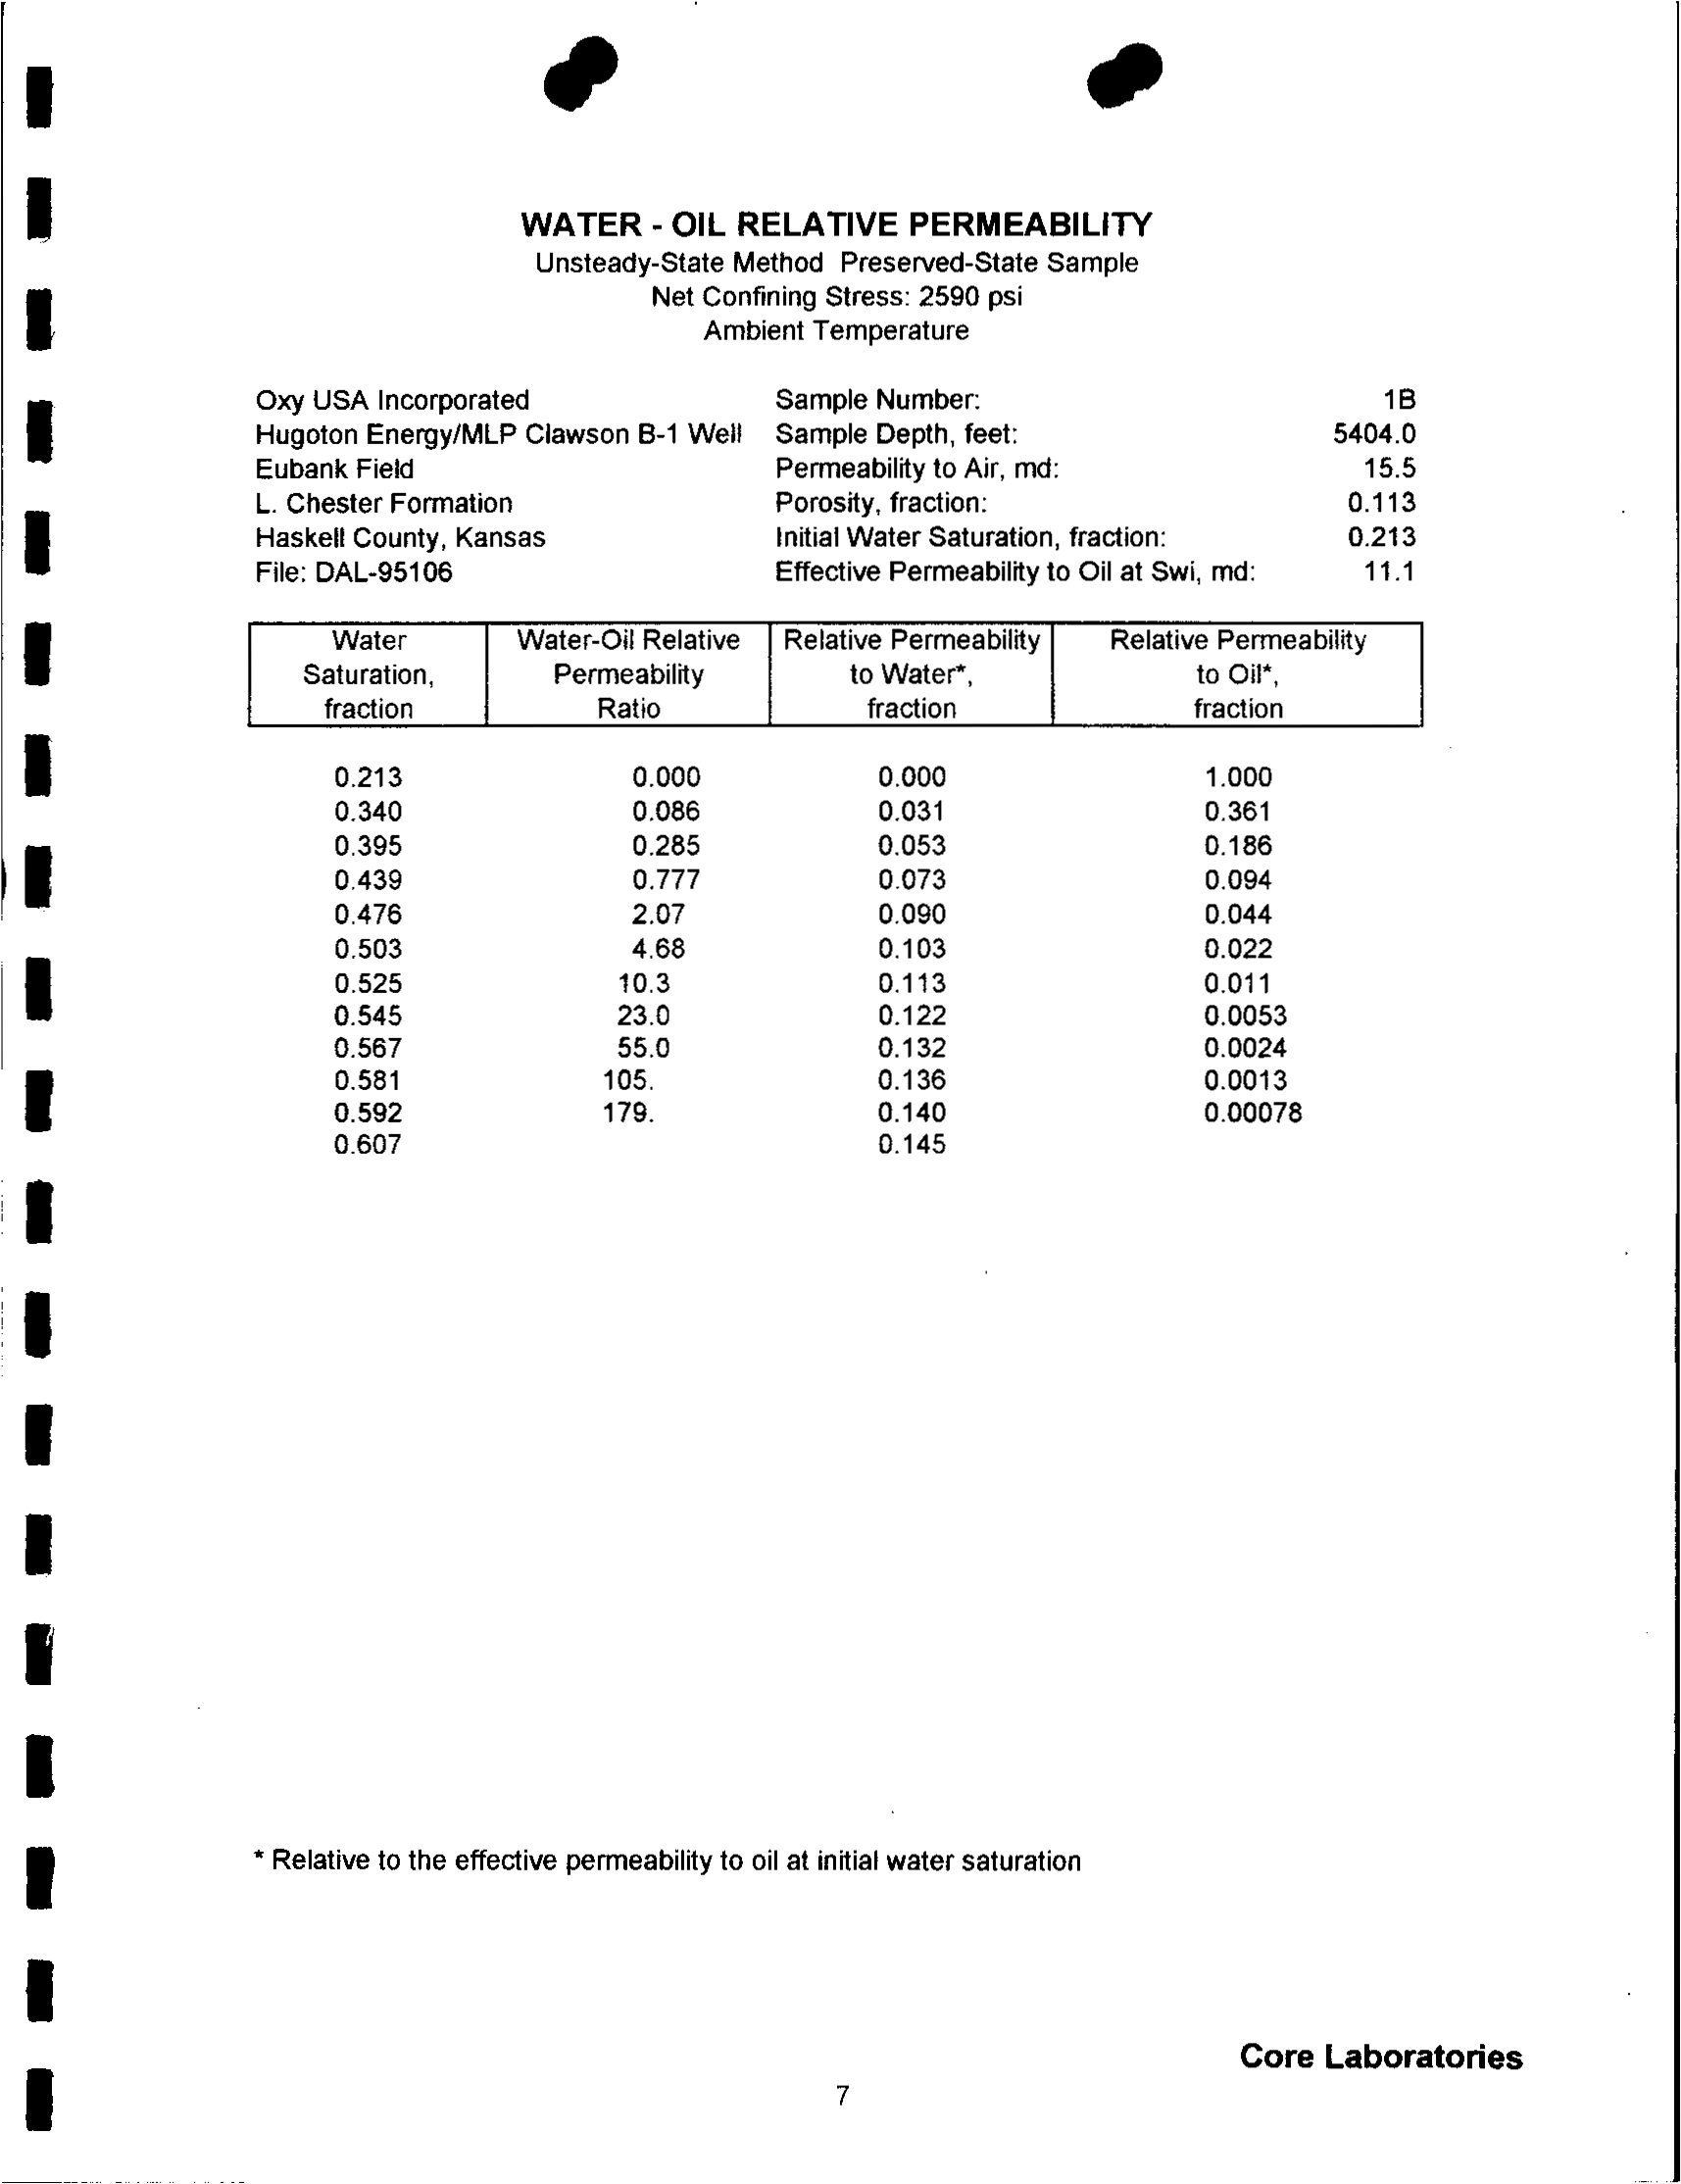 WATER - OIL RELATIVE PERMEABILITY
Unsteady-State Method Preserved-State Sample
Net Confining Stress: 2590 psi
Ambient Temperature
Oxy USA Incorporated Sample Number: 1B
Hugoton Energy/MLP Clawson B-1 Well Sample Depth, feet: 5404.0
Eubank Field Permeability to Air, md: 15.5
L. Chester Formation Porosity, fraction: 0.113
Haskell County, Kansas Initial Water Saturation, fraction: 0.213
File: DAL-95106 Effective Permeability to Oil at Swi, md: 11.1
Water Water-Oil Relative Relative Permeability Relative Permeability
Saturation, Permeability to Water*, to Oil*,
fraction Ratio fraction fraction
0.213 0.000 0.000 1.000
0.340 0.086 0.031 0.361
0.395 0.285 0.053 0.186
0.439 0.777 0.073 0.094
0.476 2.07 0.090 0.044
0.503 4.68 0.103 0.022
0.525 10.3 0.113 0.011
0.545 23.0 0.122 0.0053
0.567 55.0 0.132 0.0024
0.581 105. 0.136 0.0013
0.592 179. 0.140 0.00078
0.607 0.145
* Relative to the effective permeability to oil at initial water saturation
Core Laboratories
7